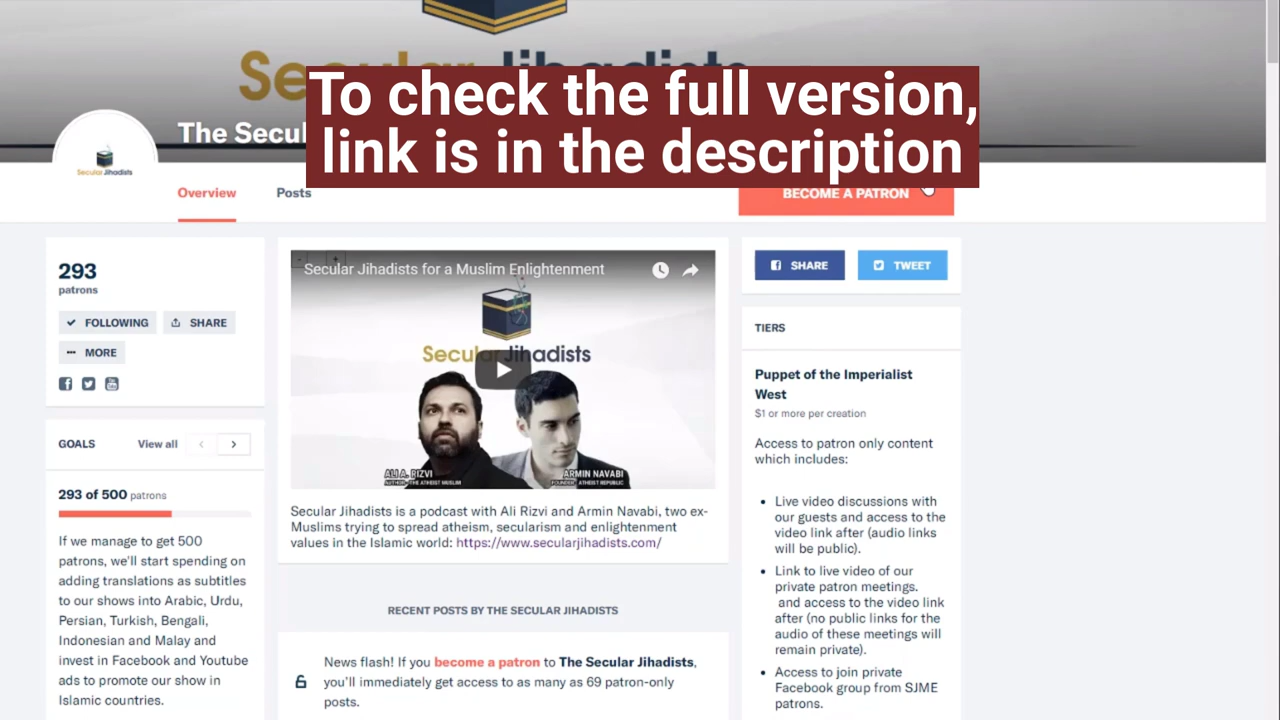 Secular Jihadists
To check the full version,
link is in the description
The Secul
Secular Jihadists
Overview
Posts
BECOME A PATRON
293
patrons
FOLLOWING
SHARE
MORE
GOALS
View all
293 of 500 patrons
If we manage to get 500
patrons, we'll start spending on
adding translations as subtitles
to our shows into Arabic, Urdu,
Persian, Turkish, Bengali,
Indonesian and Malay and
invest in Facebook and Youtube
ads to promote our show in
Islamic countries.
Secular Jihadists for a Muslim Enlightenment
Secular Jihadists
ALI A. RIZVI
AUTHOR - THE ATHEIST MUSLIM
ARMIN NAVABI
FOUNDER - ATHEIST REPUBLIC
Secular Jihadists is a podcast with Ali Rizvi and Armin Navabi, two ex-
Muslims trying to spread atheism, secularism and enlightenment
values in the Islamic world: https://www.secularjihadists.com/
RECENT POSTS BY THE SECULAR JIHADISTS
News flash! If you become a patron to The Secular Jihadists,
you'll immediately get access to as many as 69 patron-only
posts.
SHARE
TWEET
TIERS
Puppet of the Imperialist
West
$1 or more per creation
Access to patron only content
which includes:
Live video discussions with
our guests and access to the
video link after (audio links
will be public).
Link to live video of our
private patron meetings.
and access to the video link
after (no public links for the
audio of these meetings will
remain private).
Access to join private
Facebook group from SJME
patrons.